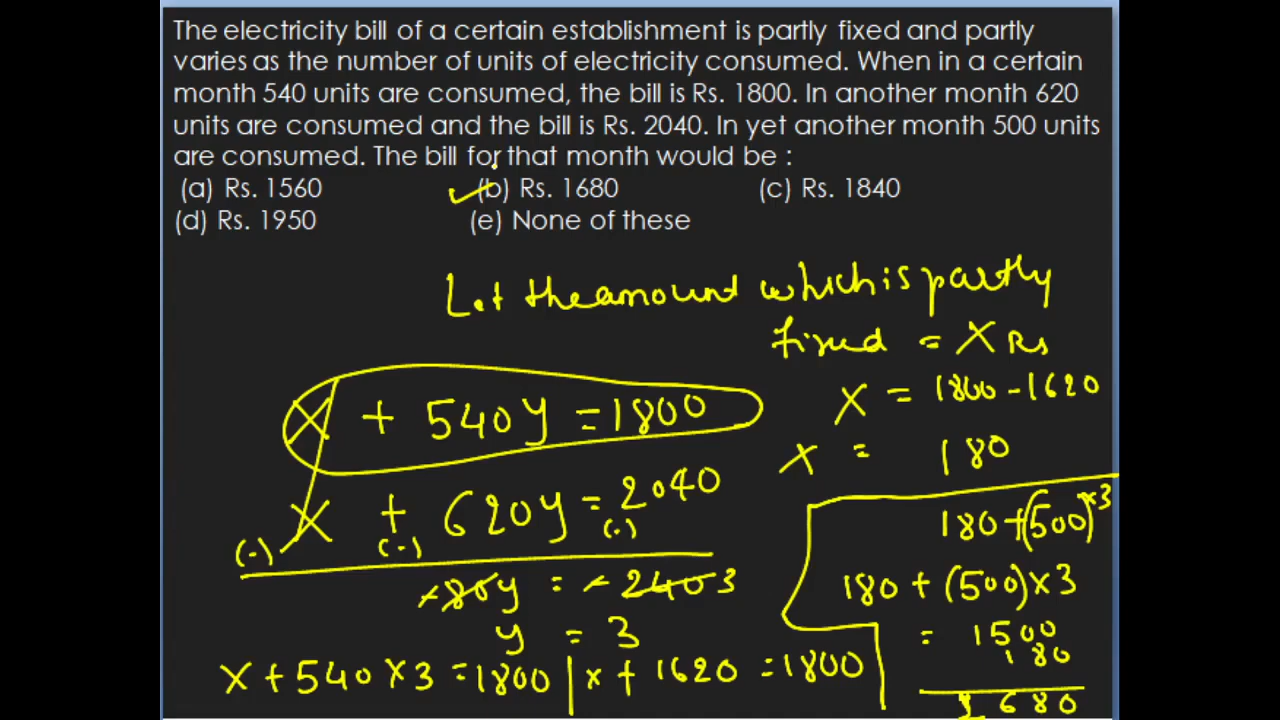 The electricity bill of a certain establishment is partly fixed and partly
varies as the number of units of electricity consumed. When in a certain
month 540 units are consumed, the bill is Rs. 1800. In another month 620
units are consumed and the bill is Rs. 2040. In yet another month 500 units
are consumed. The bill for that month would be :
(a) Rs. 1560 (b) Rs. 1680 (c) Rs. 1840
(d) Rs. 1950 (e) None of these
Let the amount which is partly
fixed = X Rs
X + 540y = 1800
X + 620y = 2040
(-) (-) (-)
-80y = -240 3
y = 3
X + 540 x 3 = 1800 | x + 1620 = 1800
X = 1800 - 1620
X = 180
180 + (500) x 3
180 + (500) x 3
= 1500
180
1680